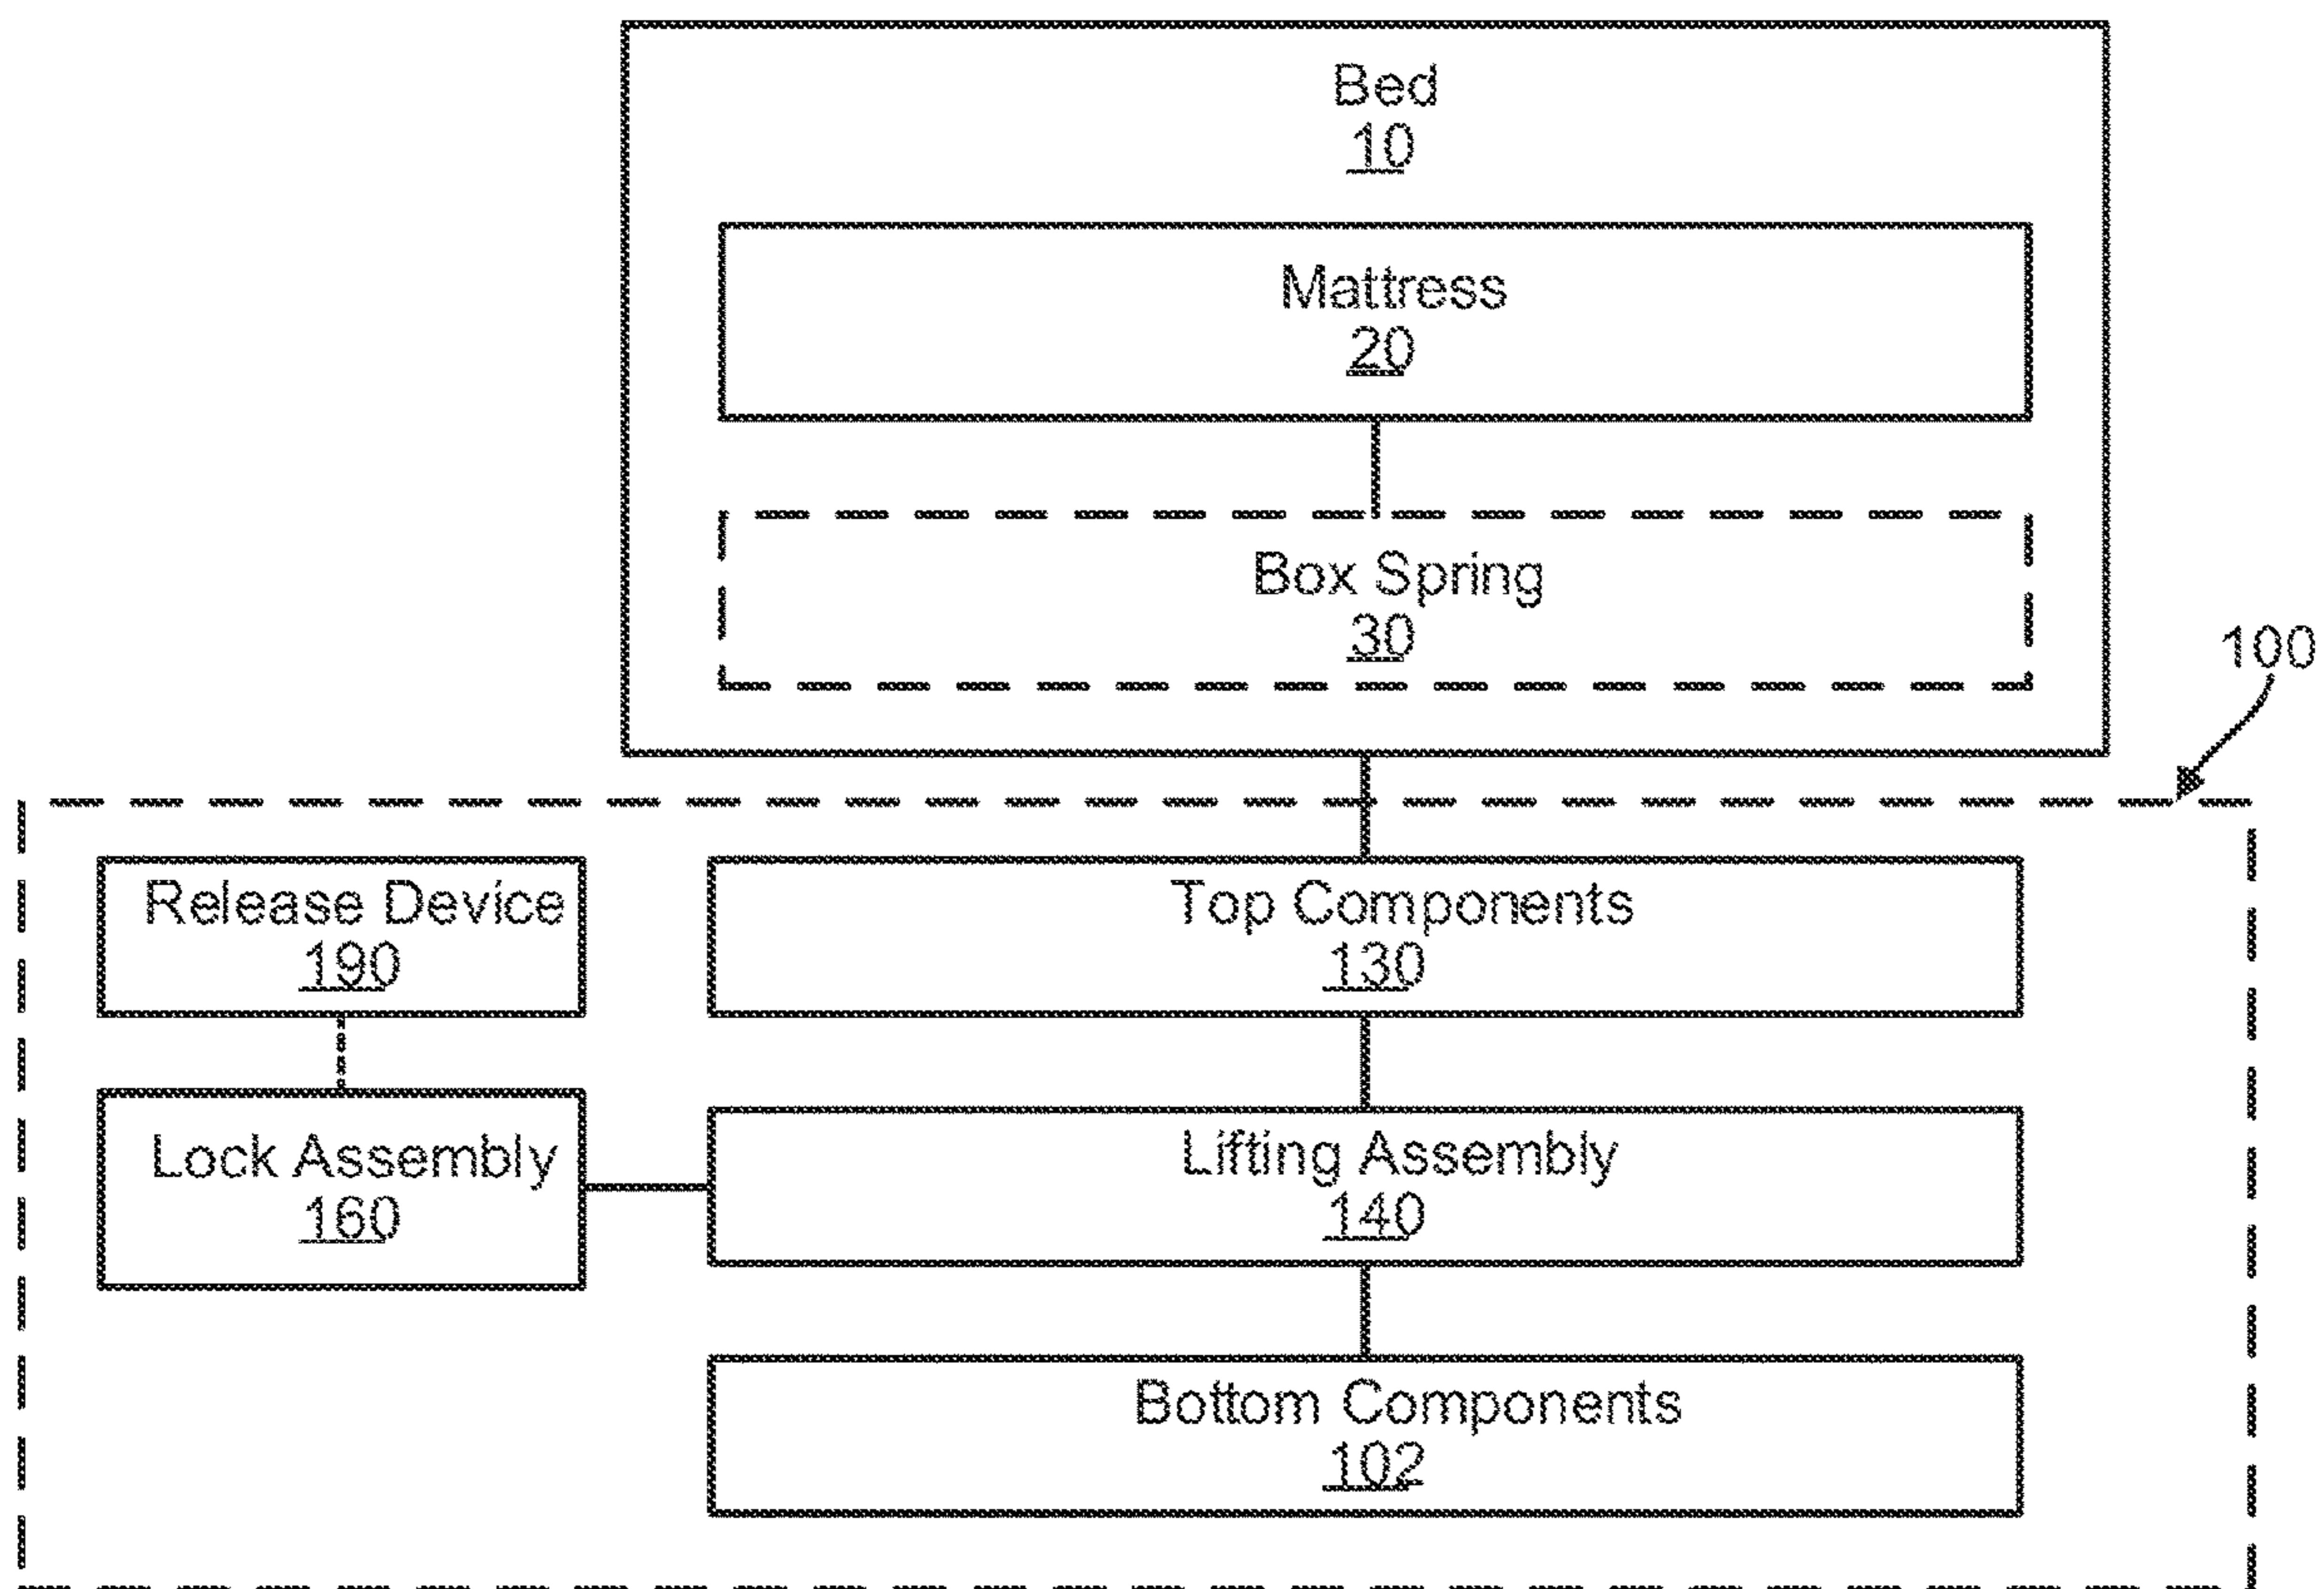 Bed
10
Mattress
20
Box Spring
30
100
Release Device
190
Top Components
130
Lock Assembly
160
Lifting Assembly
140
Bottom Components
102